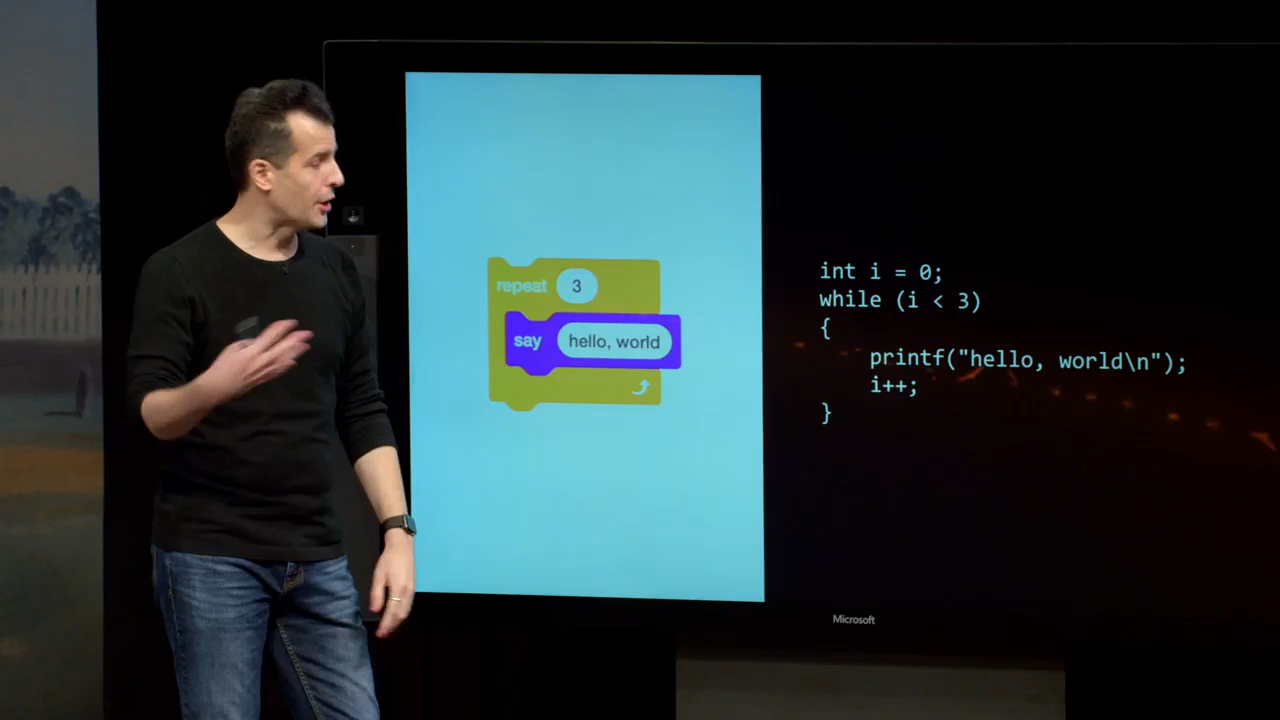 repeat 3
say hello, world
int i = 0;
while (i < 3)
{
printf("hello, world\n");
i++;
}
Microsoft